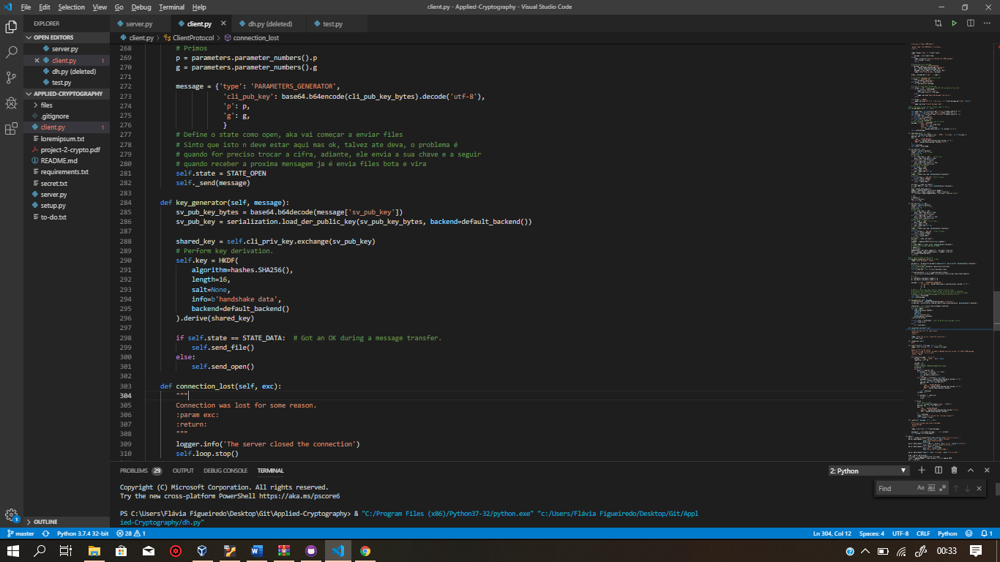 File Edit Selection View Go Debug Terminal Help
client.py - Applied-Cryptography - Visual Studio Code
EXPLORER
OPEN EDITORS
server.py
client.py 1
dh.py (deleted)
test.py
APPLIED-CRYPTOGRAPHY
files
.gitignore
client.py 1
loremipsum.txt
project-2-crypto.pdf
README.md
requirements.txt
secret.txt
server.py
setup.py
to-do.txt
OUTLINE
server.py client.py dh.py (deleted) test.py
client.py > ClientProtocol > connection_lost
268 # Primos
269 p = parameters.parameter_numbers().p
270 g = parameters.parameter_numbers().g
271
272 message = {'type': 'PARAMETERS_GENERATOR',
273 'cli_pub_key': base64.b64encode(cli_pub_key_bytes).decode('utf-8'),
274 'p': p,
275 'g': g,
276 }
277 # Define o state como open, aka vai começar a enviar files
278 # Sinto que isto n deve estar aqui mas ok, talvez ate deva, o problema é
279 # quando for preciso trocar a cifra, adiante, ele envia a sua chave e a seguir
280 # quando receber a proxima mensagem ja é envia files bota e vira
281 self.state = STATE_OPEN
282 self._send(message)
283
284 def key_generator(self, message):
285 sv_pub_key_bytes = base64.b64decode(message['sv_pub_key'])
286 sv_pub_key = serialization.load_der_public_key(sv_pub_key_bytes, backend=default_backend())
287
288 shared_key = self.cli_priv_key.exchange(sv_pub_key)
289 # Perform key derivation.
290 self.key = HKDF(
291 algorithm=hashes.SHA256(),
292 length=16,
293 salt=None,
294 info=b'handshake data',
295 backend=default_backend()
296 ).derive(shared_key)
297
298 if self.state == STATE_DATA: # Got an OK during a message transfer.
299 self.send_file()
300 else:
301 self.send_open()
302
303 def connection_lost(self, exc):
304 """
305 Connection was lost for some reason.
306 :param exc:
307 :return:
308 """
309 logger.info('The server closed the connection')
310 self.loop.stop()
PROBLEMS 29 OUTPUT DEBUG CONSOLE TERMINAL
2: Python
Find
Aa Abl .*
Copyright (C) Microsoft Corporation. All rights reserved.
Try the new cross-platform PowerShell https://aka.ms/pscore6
PS C:\Users\Flávia Figueiredo\Desktop\Git\Applied-Cryptography> & "C:/Program Files (x86)/Python37-32/python.exe" "c:/Users/Flávia Figueiredo/Desktop/Git/Appl
ied-Cryptography/dh.py"
master Python 3.7.4 32-bit 28 1
Ln 304, Col 12 Spaces: 4 UTF-8 CRLF Python 1
00:33